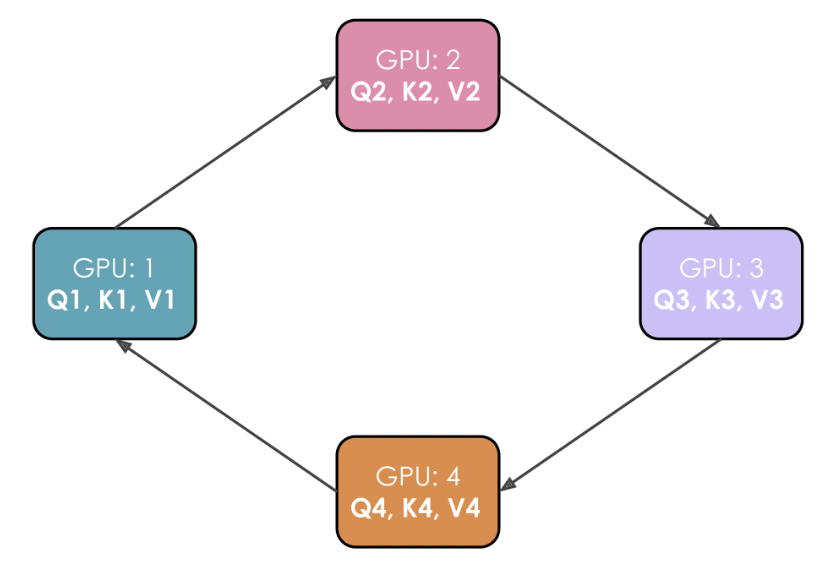 GPU: 2
Q2, K2, V2
GPU: 1
Q1, K1, V1
GPU: 3
Q3, K3, V3
GPU: 4
Q4, K4, V4